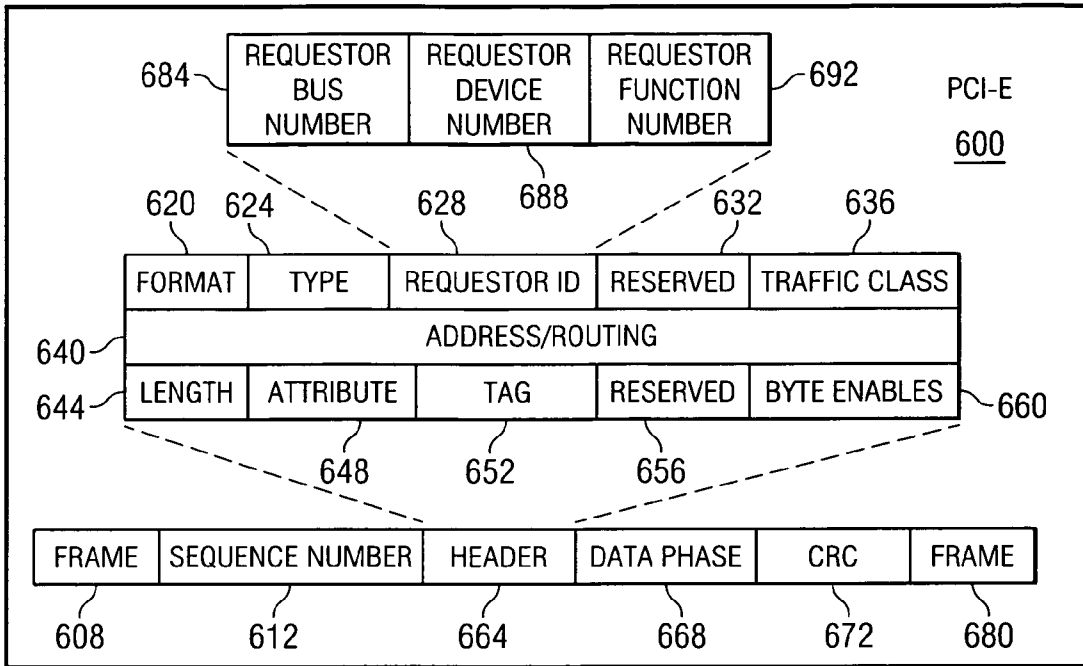 684
REQUESTOR BUS NUMBER
REQUESTOR DEVICE NUMBER
REQUESTOR FUNCTION NUMBER
692
PCI-E
600
688
620
624
628
632
636
FORMAT
TYPE
REQUESTOR ID
RESERVED
TRAFFIC CLASS
640
ADDRESS/ROUTING
644
LENGTH
ATTRIBUTE
TAG
RESERVED
BYTE ENABLES
660
648
652
656
FRAME
SEQUENCE NUMBER
HEADER
DATA PHASE
CRC
FRAME
608
612
664
668
672
680